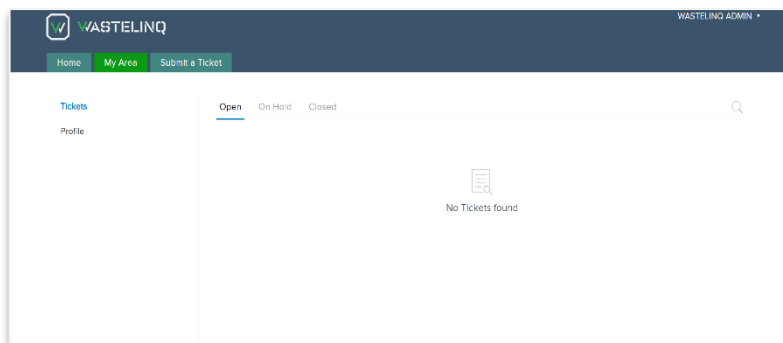 WASTELINQ ADMIN
WASTELINQ
Home My Area Submit a Ticket
Tickets
Open On Hold Closed
Profile
No Tickets found